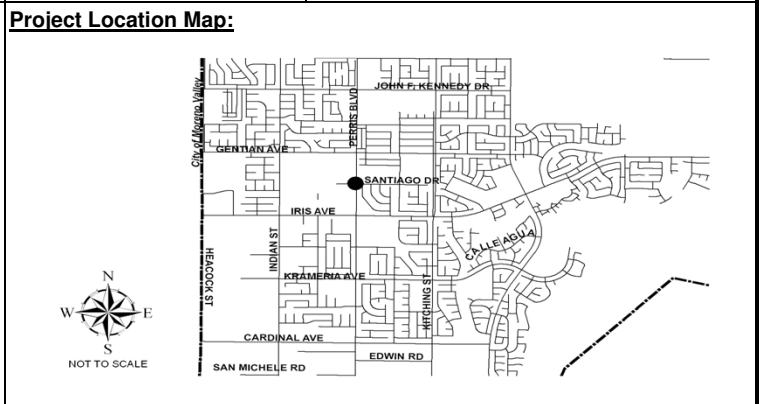 Project Location Map:
City of Moreno Valley
JOHN F. KENNEDY DR
PERRIS BLVD
GENTIAN AVE
SANTIAGO DR
IRIS AVE
INDIAN ST
HEACOCK ST
CALLE AGUA
KRAMERIA AVE
KITCHING ST
N
W
E
S
NOT TO SCALE
CARDINAL AVE
EDWIN RD
SAN MICHELE RD